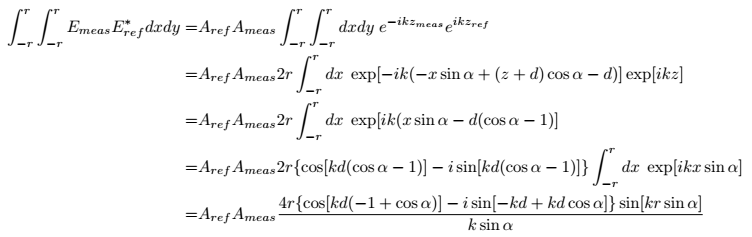 \int_{-r}^{r} \int_{-r}^{r} E_{meas} E_{ref}^{*} dxdy = A_{ref} A_{meas} \int_{-r}^{r} \int_{-r}^{r} dxdy \; e^{-ikz_{meas}} e^{ikz_{ref}}
= A_{ref} A_{meas} 2r \int_{-r}^{r} dx \; \exp[-ik(-x \sin \alpha + (z + d) \cos \alpha - d)] \exp[ikz]
= A_{ref} A_{meas} 2r \int_{-r}^{r} dx \; \exp[ik(x \sin \alpha - d(\cos \alpha - 1)]
= A_{ref} A_{meas} 2r \{\cos[kd(\cos \alpha - 1)] - i \sin[kd(\cos \alpha - 1)]\} \int_{-r}^{r} dx \; \exp[ikx \sin \alpha]
= A_{ref} A_{meas} \frac{4r\{\cos[kd(-1 + \cos \alpha)] - i \sin[-kd + kd \cos \alpha]\} \sin[kr \sin \alpha]}{k \sin \alpha}